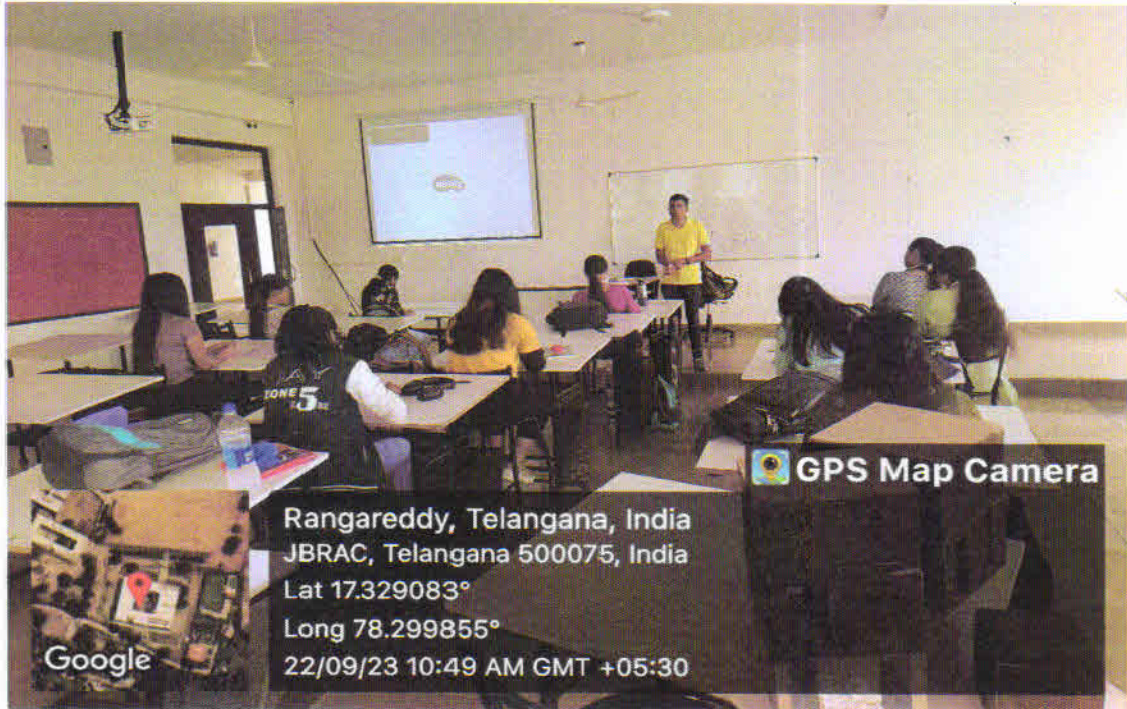 BenQ
ZONE
5
GPS Map Camera
Rangareddy, Telangana, India
JBRAC, Telangana 500075, India
Lat 17.329083°
Long 78.299855°
22/09/23 10:49 AM GMT +05:30
Google